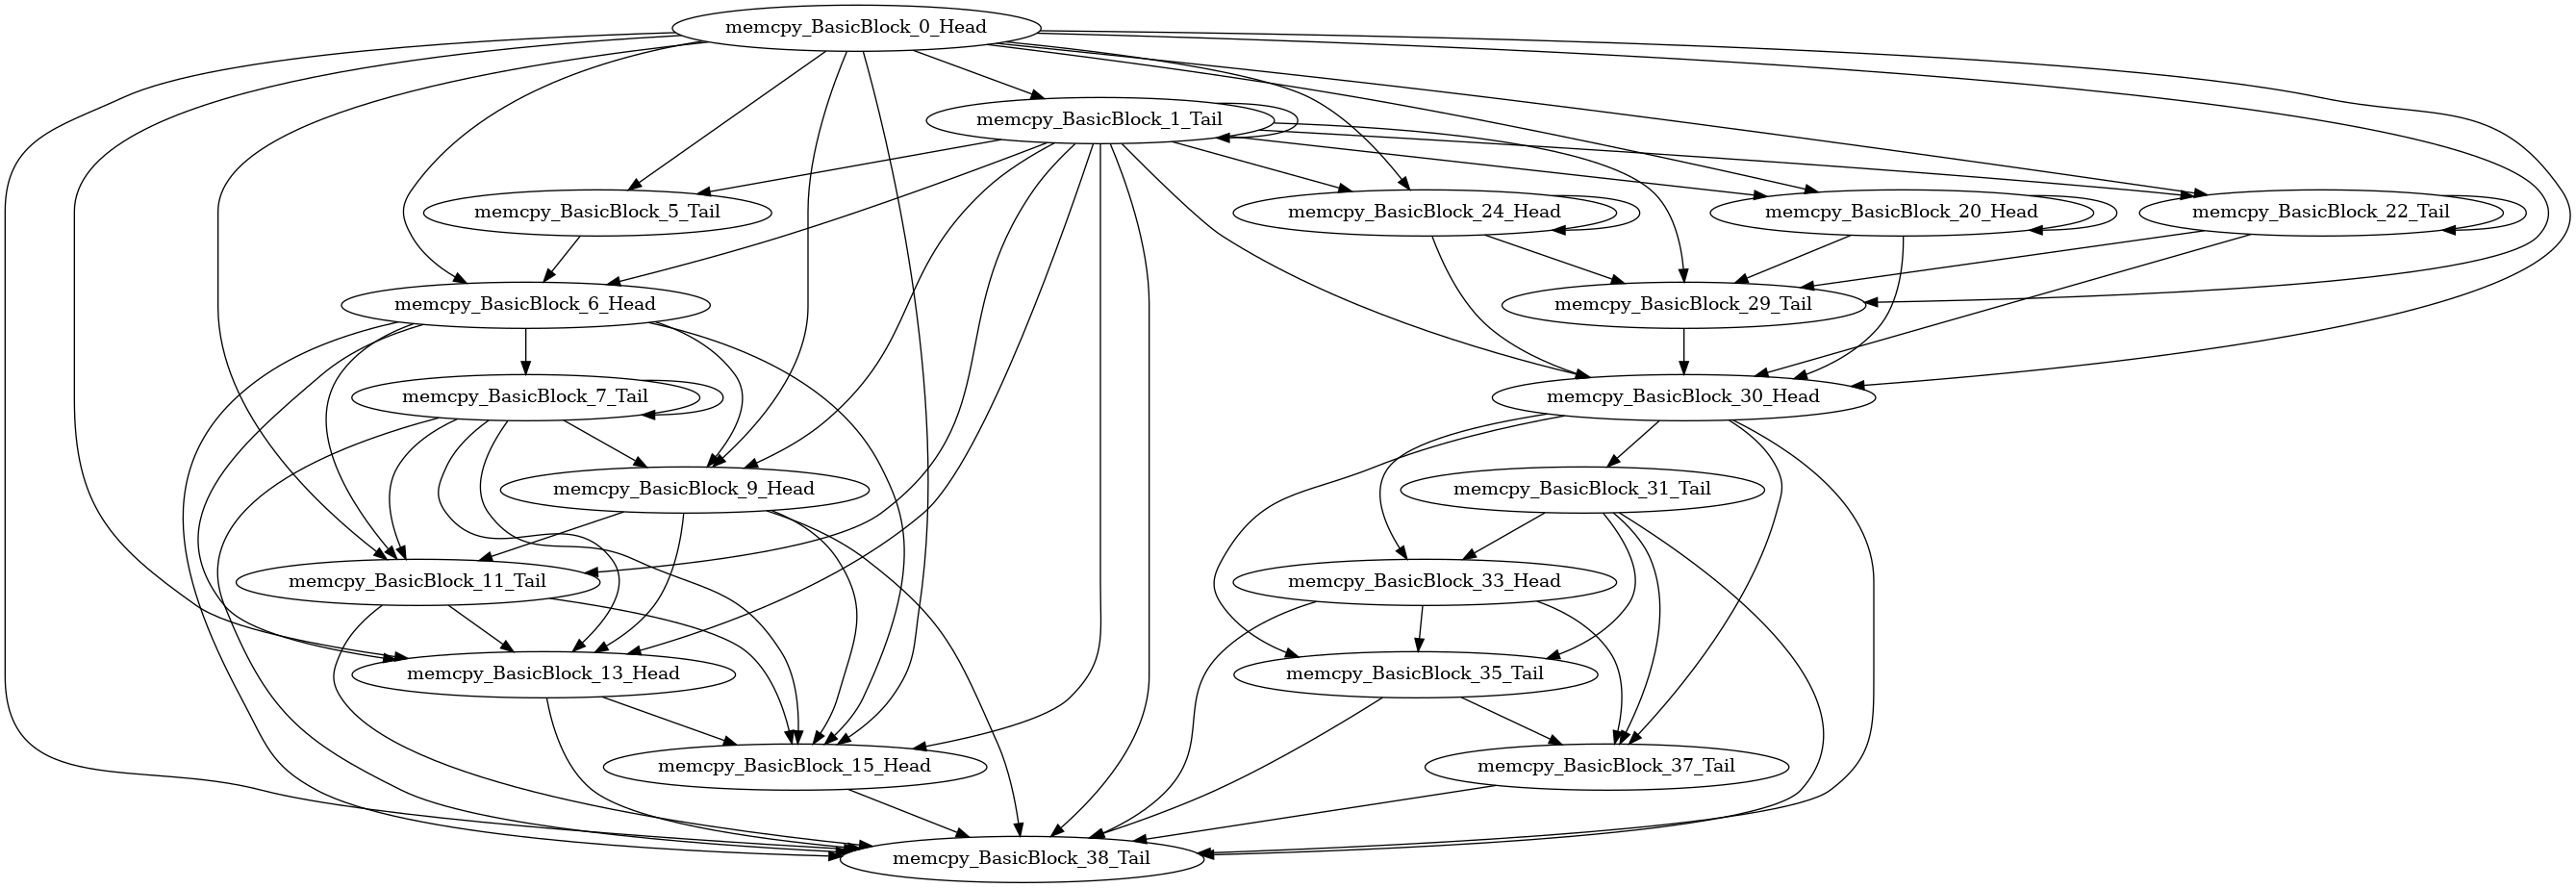 memcpy_BasicBlock_0_Head
memcpy_BasicBlock_1_Tail
memcpy_BasicBlock_5_Tail
memcpy_BasicBlock_24_Head
memcpy_BasicBlock_20_Head
memcpy_BasicBlock_22_Tail
memcpy_BasicBlock_6_Head
memcpy_BasicBlock_29_Tail
memcpy_BasicBlock_7_Tail
memcpy_BasicBlock_30_Head
memcpy_BasicBlock_9_Head
memcpy_BasicBlock_31_Tail
memcpy_BasicBlock_11_Tail
memcpy_BasicBlock_33_Head
memcpy_BasicBlock_13_Head
memcpy_BasicBlock_35_Tail
memcpy_BasicBlock_15_Head
memcpy_BasicBlock_37_Tail
memcpy_BasicBlock_38_Tail